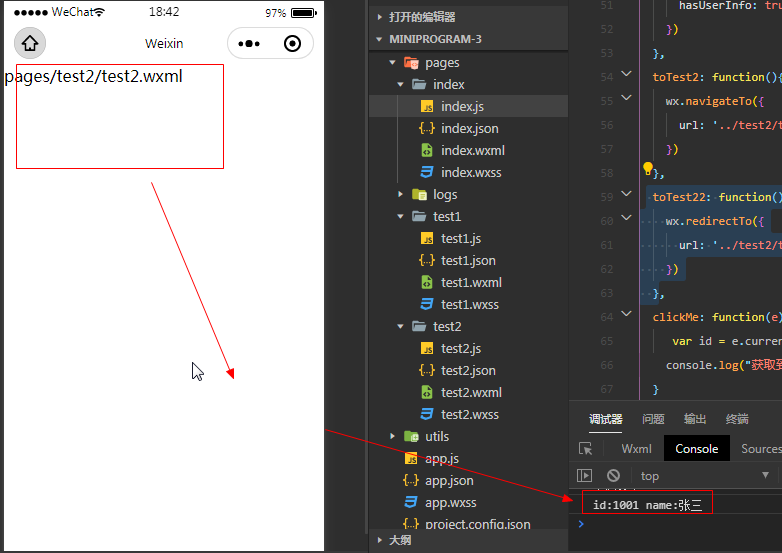 WeChat 18:42 97%
Weixin
pages/test2/test2.wxml
打开的编辑器
MINIPROGRAM-3
pages
index
index.js
index.json
index.wxml
index.wxss
logs
test1
test1.js
test1.json
test1.wxml
test1.wxss
test2
test2.js
test2.json
test2.wxml
test2.wxss
utils
app.js
app.json
app.wxss
project.config.json
大纲
51 hasUserInfo: tru
52 })
53 },
54 toTest2: function(){
55 wx.navigateTo({
56 url: '../test2/t
57 })
58 },
59 toTest22: function()
60 wx.redirectTo({
61 url: '../test2/t
62 })
63 },
64 clickMe: function(e)
65 var id = e.curren
66 console.log("获取到
67 }
调试器 问题 输出 终端
Wxml Console Sources
top
id:1001 name:张三